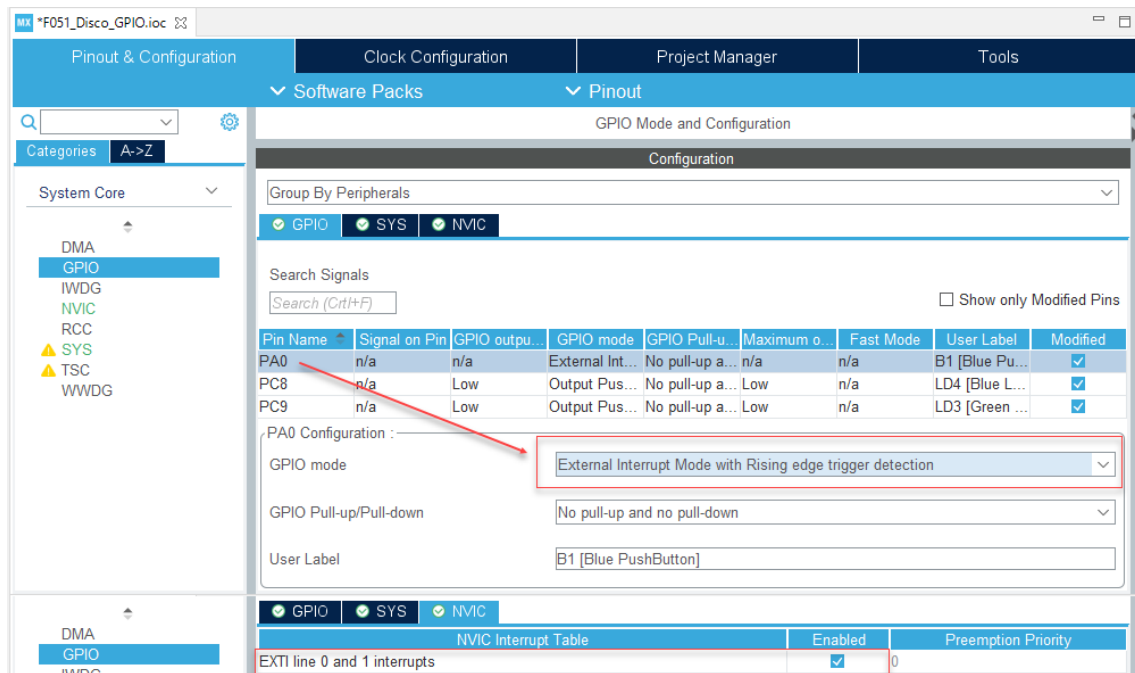 MX *F051_Disco_GPIO.ioc
Pinout & Configuration Clock Configuration Project Manager Tools
Software Packs Pinout
GPIO Mode and Configuration
Categories A->Z
Configuration
System Core
Group By Peripherals
GPIO SYS NVIC
DMA
GPIO
IWDG
NVIC
RCC
SYS
TSC
WWDG
Search Signals
Search (Crtl+F)
Show only Modified Pins
Pin Name Signal on Pin GPIO outpu... GPIO mode GPIO Pull-u... Maximum o... Fast Mode User Label Modified
PA0 n/a n/a External Int... No pull-up a... n/a n/a B1 [Blue Pu...
PC8 n/a Low Output Pus... No pull-up a... Low n/a LD4 [Blue L...
PC9 n/a Low Output Pus... No pull-up a... Low n/a LD3 [Green ...
PA0 Configuration :
GPIO mode External Interrupt Mode with Rising edge trigger detection
GPIO Pull-up/Pull-down No pull-up and no pull-down
User Label B1 [Blue PushButton]
GPIO SYS NVIC
DMA
GPIO
IWDG
NVIC Interrupt Table Enabled Preemption Priority
EXTI line 0 and 1 interrupts 0